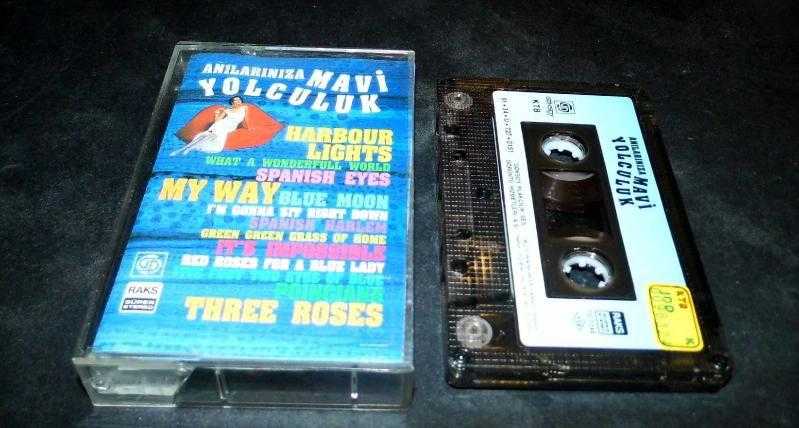 ANILARINIZA MAVİ
YOLCULUK
HARBOUR
LIGHTS
WHAT A WONDERFULL WORLD
SPANISH EYES
MY WAY BLUE MOON
I'M GONNA SIT RIGHT DOWN
SPANISH HARLEM
GREEN GREEN GRASS OF HOME
IT'S IMPOSSIBLE
RED ROSES FOR A BLUE LADY
THREE ROSES
RAKS
SÜPER
STEREO
ANILARINIZA MAVİ
YOLCULUK
KTB
RAKS
KTB
K